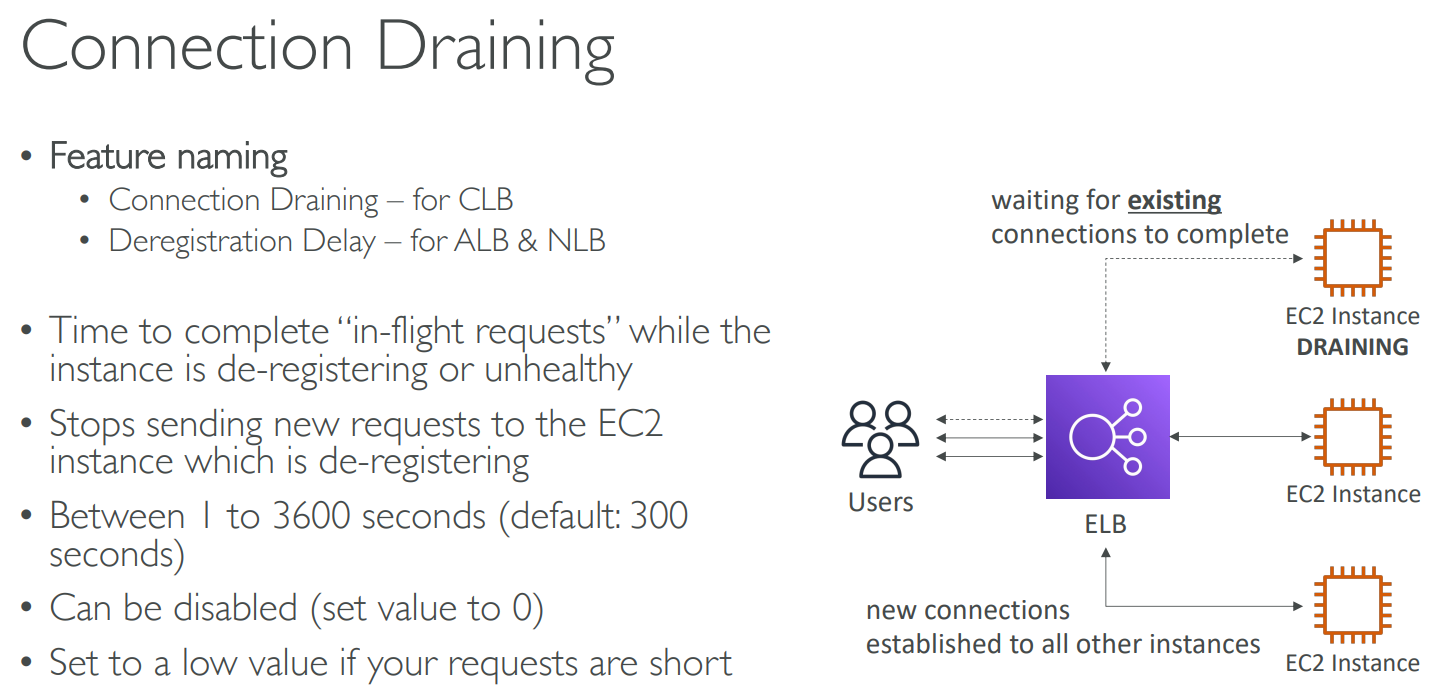 Connection Draining
• Feature naming
• Connection Draining – for CLB
• Deregistration Delay – for ALB & NLB
• Time to complete “in-flight requests” while the
instance is de-registering or unhealthy
• Stops sending new requests to the EC2
instance which is de-registering
• Between 1 to 3600 seconds (default: 300
seconds)
• Can be disabled (set value to 0)
• Set to a low value if your requests are short
waiting for existing
connections to complete
EC2 Instance
DRAINING
Users
ELB
EC2 Instance
new connections
established to all other instances
EC2 Instance